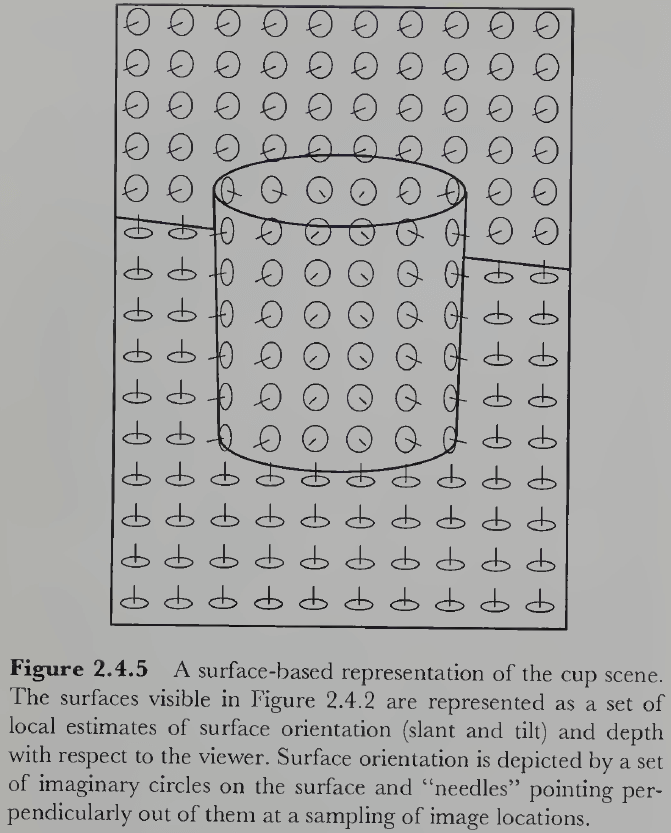 Figure 2.4.5 A surface-based representation of the cup scene.
The surfaces visible in Figure 2.4.2 are represented as a set of
local estimates of surface orientation (slant and tilt) and depth
with respect to the viewer. Surface orientation is depicted by a set
of imaginary circles on the surface and “needles” pointing per-
pendicularly out of them at a sampling of image locations.